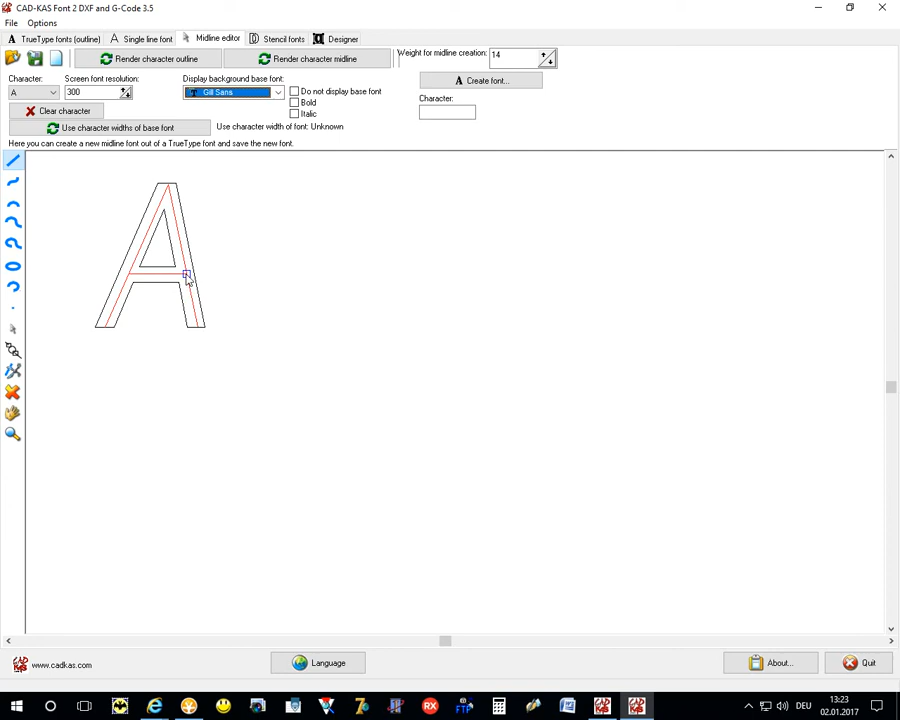 CAD-KAS Font 2 DXF and G-Code 3.5
File Options
A TrueType fonts (outline) A Single line font Midline editor D Stencil fonts Designer
Render character outline Render character midline Weight for midline creation: 14
Character: Screen font resolution: Display background base font: A Create font...
A 300 Gill Sans Do not display base font Character:
Clear character Bold
Italic
Use character widths of base font Use character width of font: Unknown
Here you can create a new midline font out of a TrueType font and save the new font.
A
www.cadkas.com Language About... Quit
DEU 13:23
02.01.2017